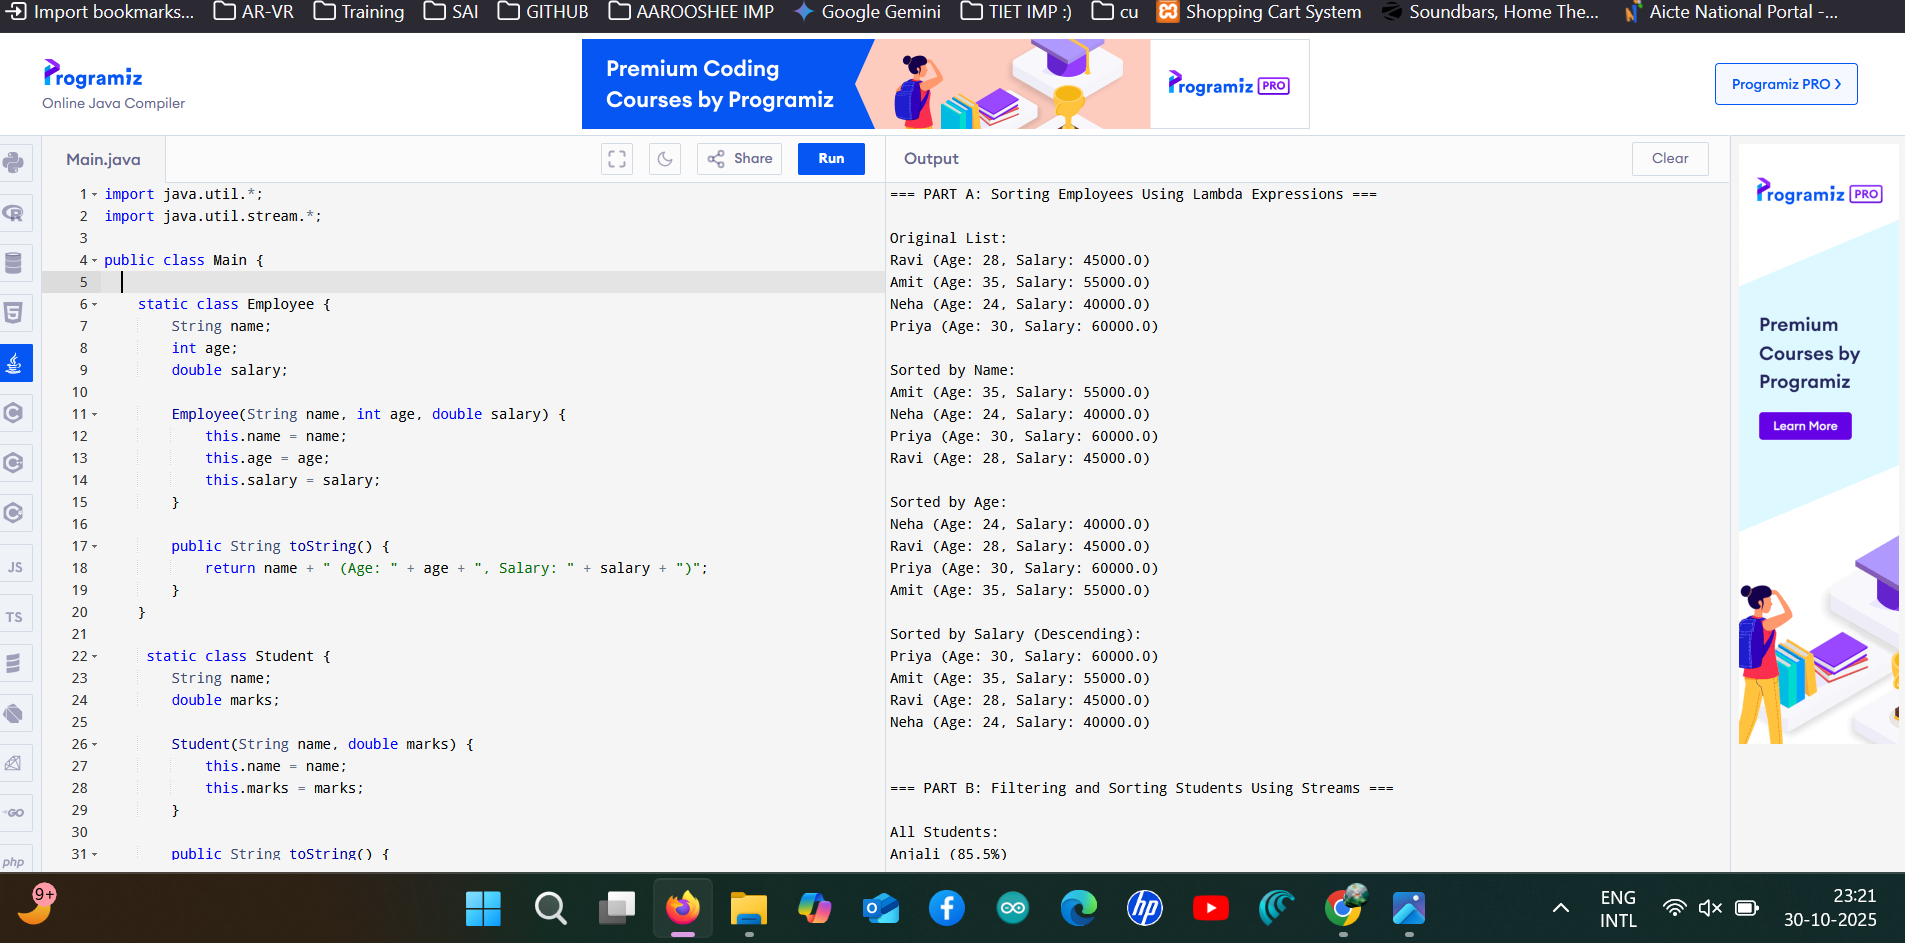 Import bookmarks... AR-VR Training SAI GITHUB AAROOSHEE IMP Google Gemini TIET IMP :) cu Shopping Cart System Soundbars, Home The... Aicte National Portal -...
Programiz
Online Java Compiler
Premium Coding
Courses by Programiz
Programiz PRO
Programiz PRO >
Main.java
Share
Run
Output
Clear
1 import java.util.*;
2 import java.util.stream.*;
3
4 public class Main {
5
6 static class Employee {
7 String name;
8 int age;
9 double salary;
10
11 Employee(String name, int age, double salary) {
12 this.name = name;
13 this.age = age;
14 this.salary = salary;
15 }
16
17 public String toString() {
18 return name + " (Age: " + age + ", Salary: " + salary + ")";
19 }
20 }
21
22 static class Student {
23 String name;
24 double marks;
25
26 Student(String name, double marks) {
27 this.name = name;
28 this.marks = marks;
29 }
30
31 public String toString() {
=== PART A: Sorting Employees Using Lambda Expressions ===
Original List:
Ravi (Age: 28, Salary: 45000.0)
Amit (Age: 35, Salary: 55000.0)
Neha (Age: 24, Salary: 40000.0)
Priya (Age: 30, Salary: 60000.0)
Sorted by Name:
Amit (Age: 35, Salary: 55000.0)
Neha (Age: 24, Salary: 40000.0)
Priya (Age: 30, Salary: 60000.0)
Ravi (Age: 28, Salary: 45000.0)
Sorted by Age:
Neha (Age: 24, Salary: 40000.0)
Ravi (Age: 28, Salary: 45000.0)
Priya (Age: 30, Salary: 60000.0)
Amit (Age: 35, Salary: 55000.0)
Sorted by Salary (Descending):
Priya (Age: 30, Salary: 60000.0)
Amit (Age: 35, Salary: 55000.0)
Ravi (Age: 28, Salary: 45000.0)
Neha (Age: 24, Salary: 40000.0)
=== PART B: Filtering and Sorting Students Using Streams ===
All Students:
Anjali (85.5%)
Programiz PRO
Premium
Courses by
Programiz
Learn More
JS
TS
GO
php
9+
hp
ENG
INTL
23:21
30-10-2025